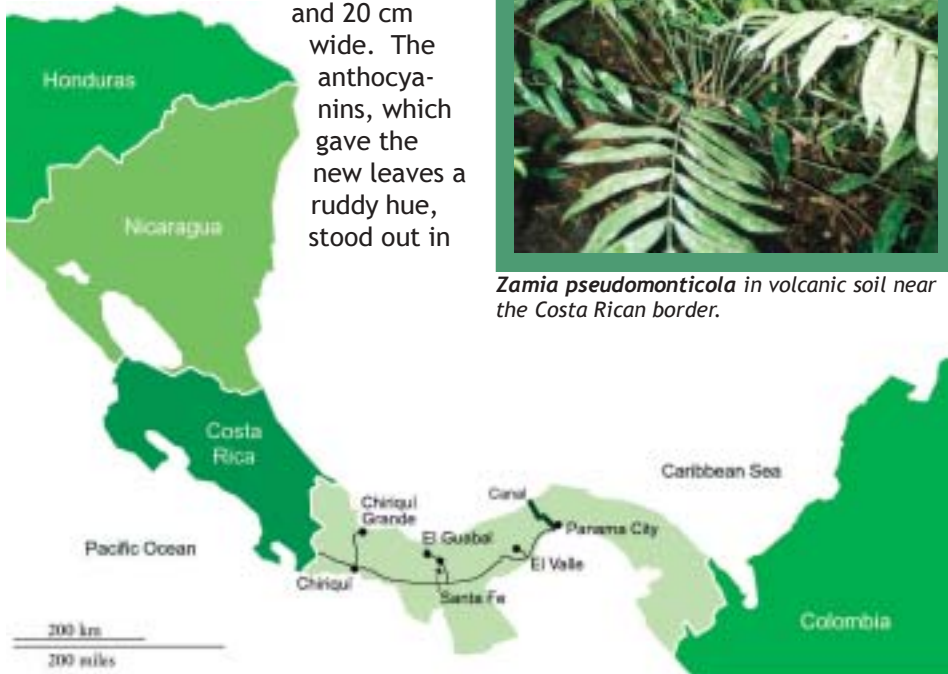 and 20 cm
wide. The
anthocya-
nins, which
gave the
new leaves a
ruddy hue,
stood out in
Zamia pseudomonticola in volcanic soil near
the Costa Rican border.
Honduras
Nicaragua
Costa
Rica
Pacific Ocean
Caribbean Sea
Chiriquí
Grande
El Guabal
Canal
Panama City
El Valle
Chiriquí
Santa Fe
Colombia
200 km
200 miles